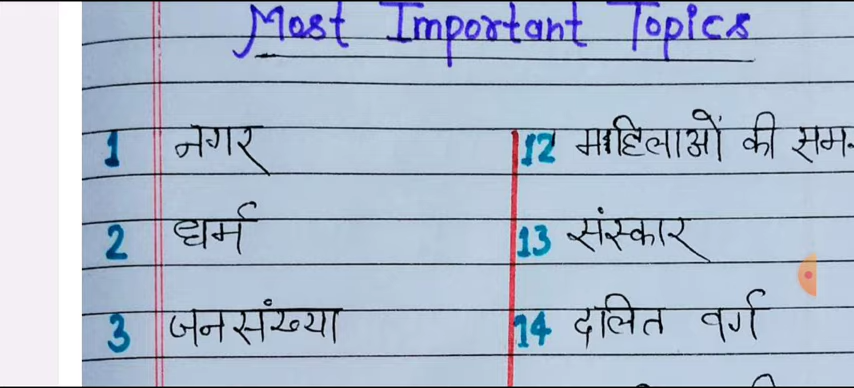 Most Important Topics
1 नगर
2 धर्म
3 जनसंख्या
12 महिलाओं की
13 संस्कार
14 दलित वर्ग